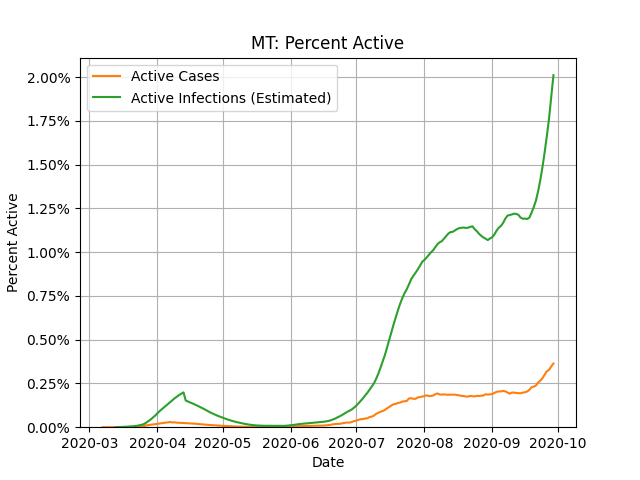 MT: Percent Active
Active Cases
Active Infections (Estimated)
Percent Active
2.00%
1.75%
1.50%
1.25%
1.00%
0.75%
0.50%
0.25%
0.00%
2020-03 2020-04 2020-05 2020-06 2020-07 2020-08 2020-09 2020-10
Date